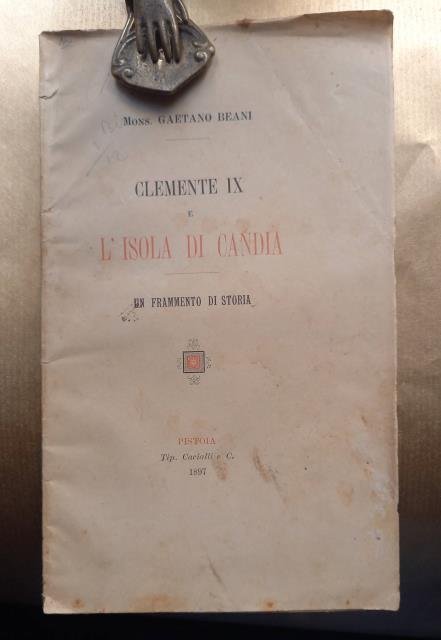 Mons. GAETANO BEANI
CLEMENTE IX
E
L'ISOLA DI CANDIA
UN FRAMMENTO DI STORIA
PISTOIA
Tip. Cacialli e C.
1897